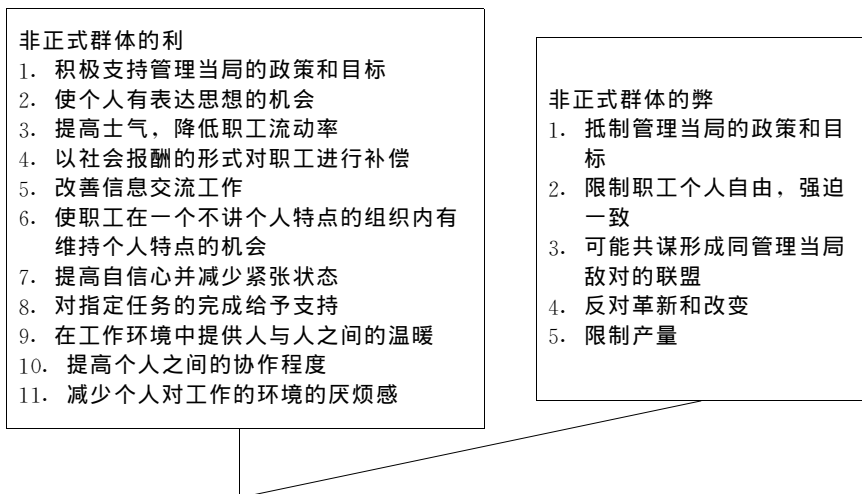 非正式群体的利
1. 积极支持管理当局的政策和目标
2. 使个人有表达思想的机会
3. 提高士气，降低职工流动率
4. 以社会报酬的形式对职工进行补偿
5. 改善信息交流工作
6. 使职工在一个不讲个人特点的组织内有
维持个人特点的机会
7. 提高自信心并减少紧张状态
8. 对指定任务的完成给予支持
9. 在工作环境中提供人与人之间的温暖
10. 提高个人之间的协作程度
11. 减少个人对工作的环境的厌烦感
非正式群体的弊
1. 抵制管理当局的政策和目
标
2. 限制职工个人自由，强迫
一致
3. 可能共谋形成同管理当局
敌对的联盟
4. 反对革新和改变
5. 限制产量